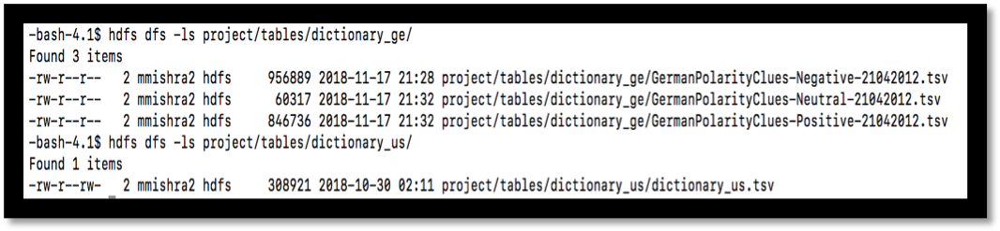 -bash-4.1$ hdfs dfs -ls project/tables/dictionary_ge/
Found 3 items
-rw-r--r--   2 mmishra2 hdfs     956889 2018-11-17 21:28 project/tables/dictionary_ge/GermanPolarityClues-Negative-21042012.tsv
-rw-r--r--   2 mmishra2 hdfs      60317 2018-11-17 21:32 project/tables/dictionary_ge/GermanPolarityClues-Neutral-21042012.tsv
-rw-r--r--   2 mmishra2 hdfs     846736 2018-11-17 21:32 project/tables/dictionary_ge/GermanPolarityClues-Positive-21042012.tsv
-bash-4.1$ hdfs dfs -ls project/tables/dictionary_us/
Found 1 items
-rw-r--rw-   2 mmishra2 hdfs     308921 2018-10-30 02:11 project/tables/dictionary_us/dictionary_us.tsv